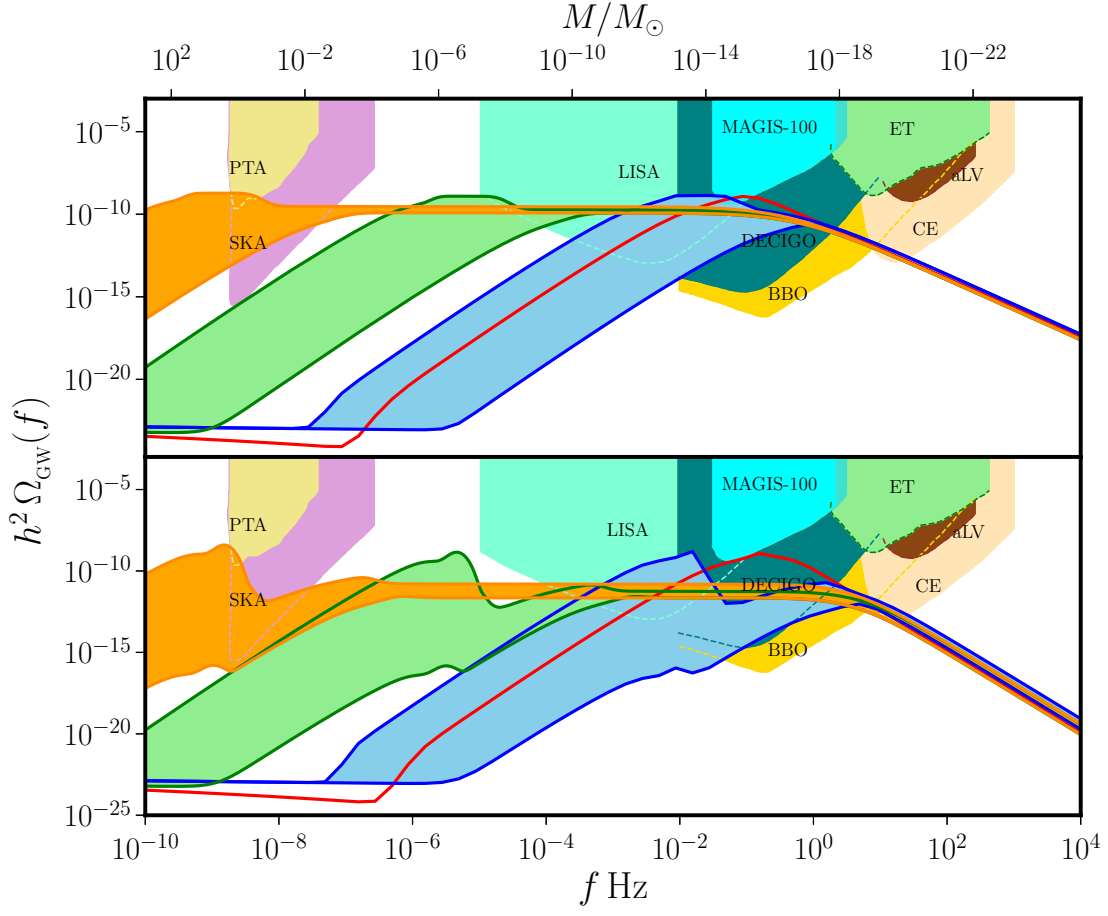 M/M⊙
10² 10⁻² 10⁻⁶ 10⁻¹⁰ 10⁻¹⁴ 10⁻¹⁸ 10⁻²²
10⁻⁵
MAGIS-100
ET
PTA
LISA
aLV
10⁻¹⁰
SKA
DECIGO
CE
10⁻¹⁵
BBO
10⁻²⁰
h² Ω_GW(f)
10⁻⁵
MAGIS-100
ET
PTA
LISA
aLV
10⁻¹⁰
SKA
DECIGO
CE
10⁻¹⁵
BBO
10⁻²⁰
10⁻²⁵
10⁻¹⁰ 10⁻⁸ 10⁻⁶ 10⁻⁴ 10⁻² 10⁰ 10² 10⁴
f Hz